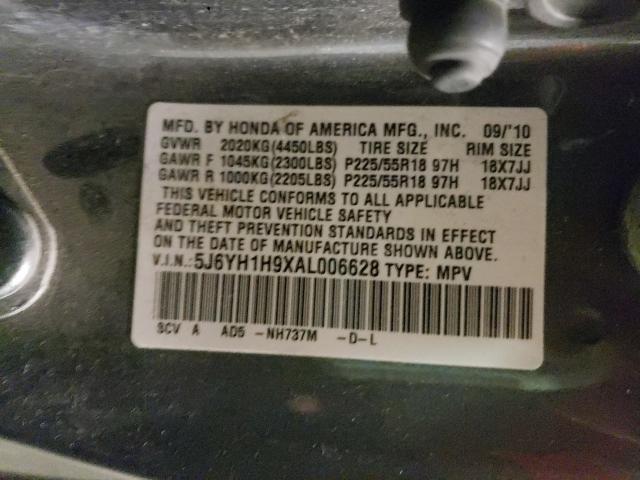 MFD. BY HONDA OF AMERICA MFG., INC. 09/'10
GVWR 2020KG(4450LBS) TIRE SIZE RIM SIZE
GAWR F 1045KG(2300LBS) P225/55R18 97H 18X7JJ
GAWR R 1000KG(2205LBS) P225/55R18 97H 18X7JJ
THIS VEHICLE CONFORMS TO ALL APPLICABLE
FEDERAL MOTOR VEHICLE SAFETY
AND THEFT PREVENTION STANDARDS IN EFFECT
ON THE DATE OF MANUFACTURE SHOWN ABOVE.
V.I.N.: 5J6YH1H9XAL006628 TYPE: MPV
SCV A AD5 -NH737M -D-L